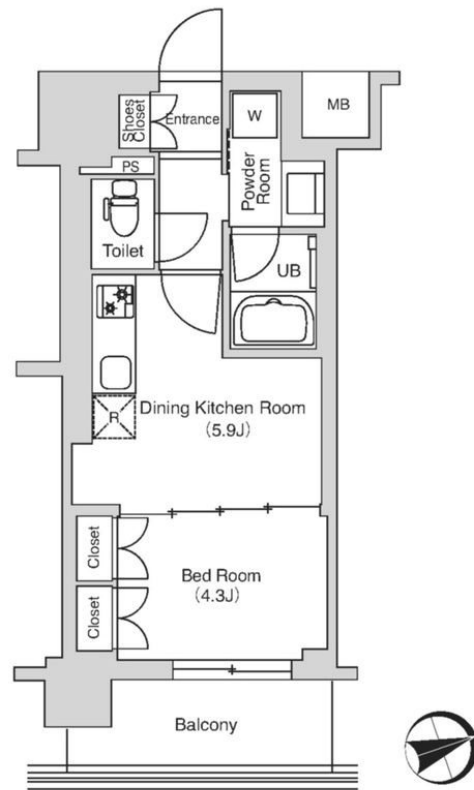 Shoes
Closet
Entrance
W
MB
PS
Powder
Room
Toilet
UB
R
Dining Kitchen Room
(5.9J)
Closet
Bed Room
(4.3J)
Closet
Balcony